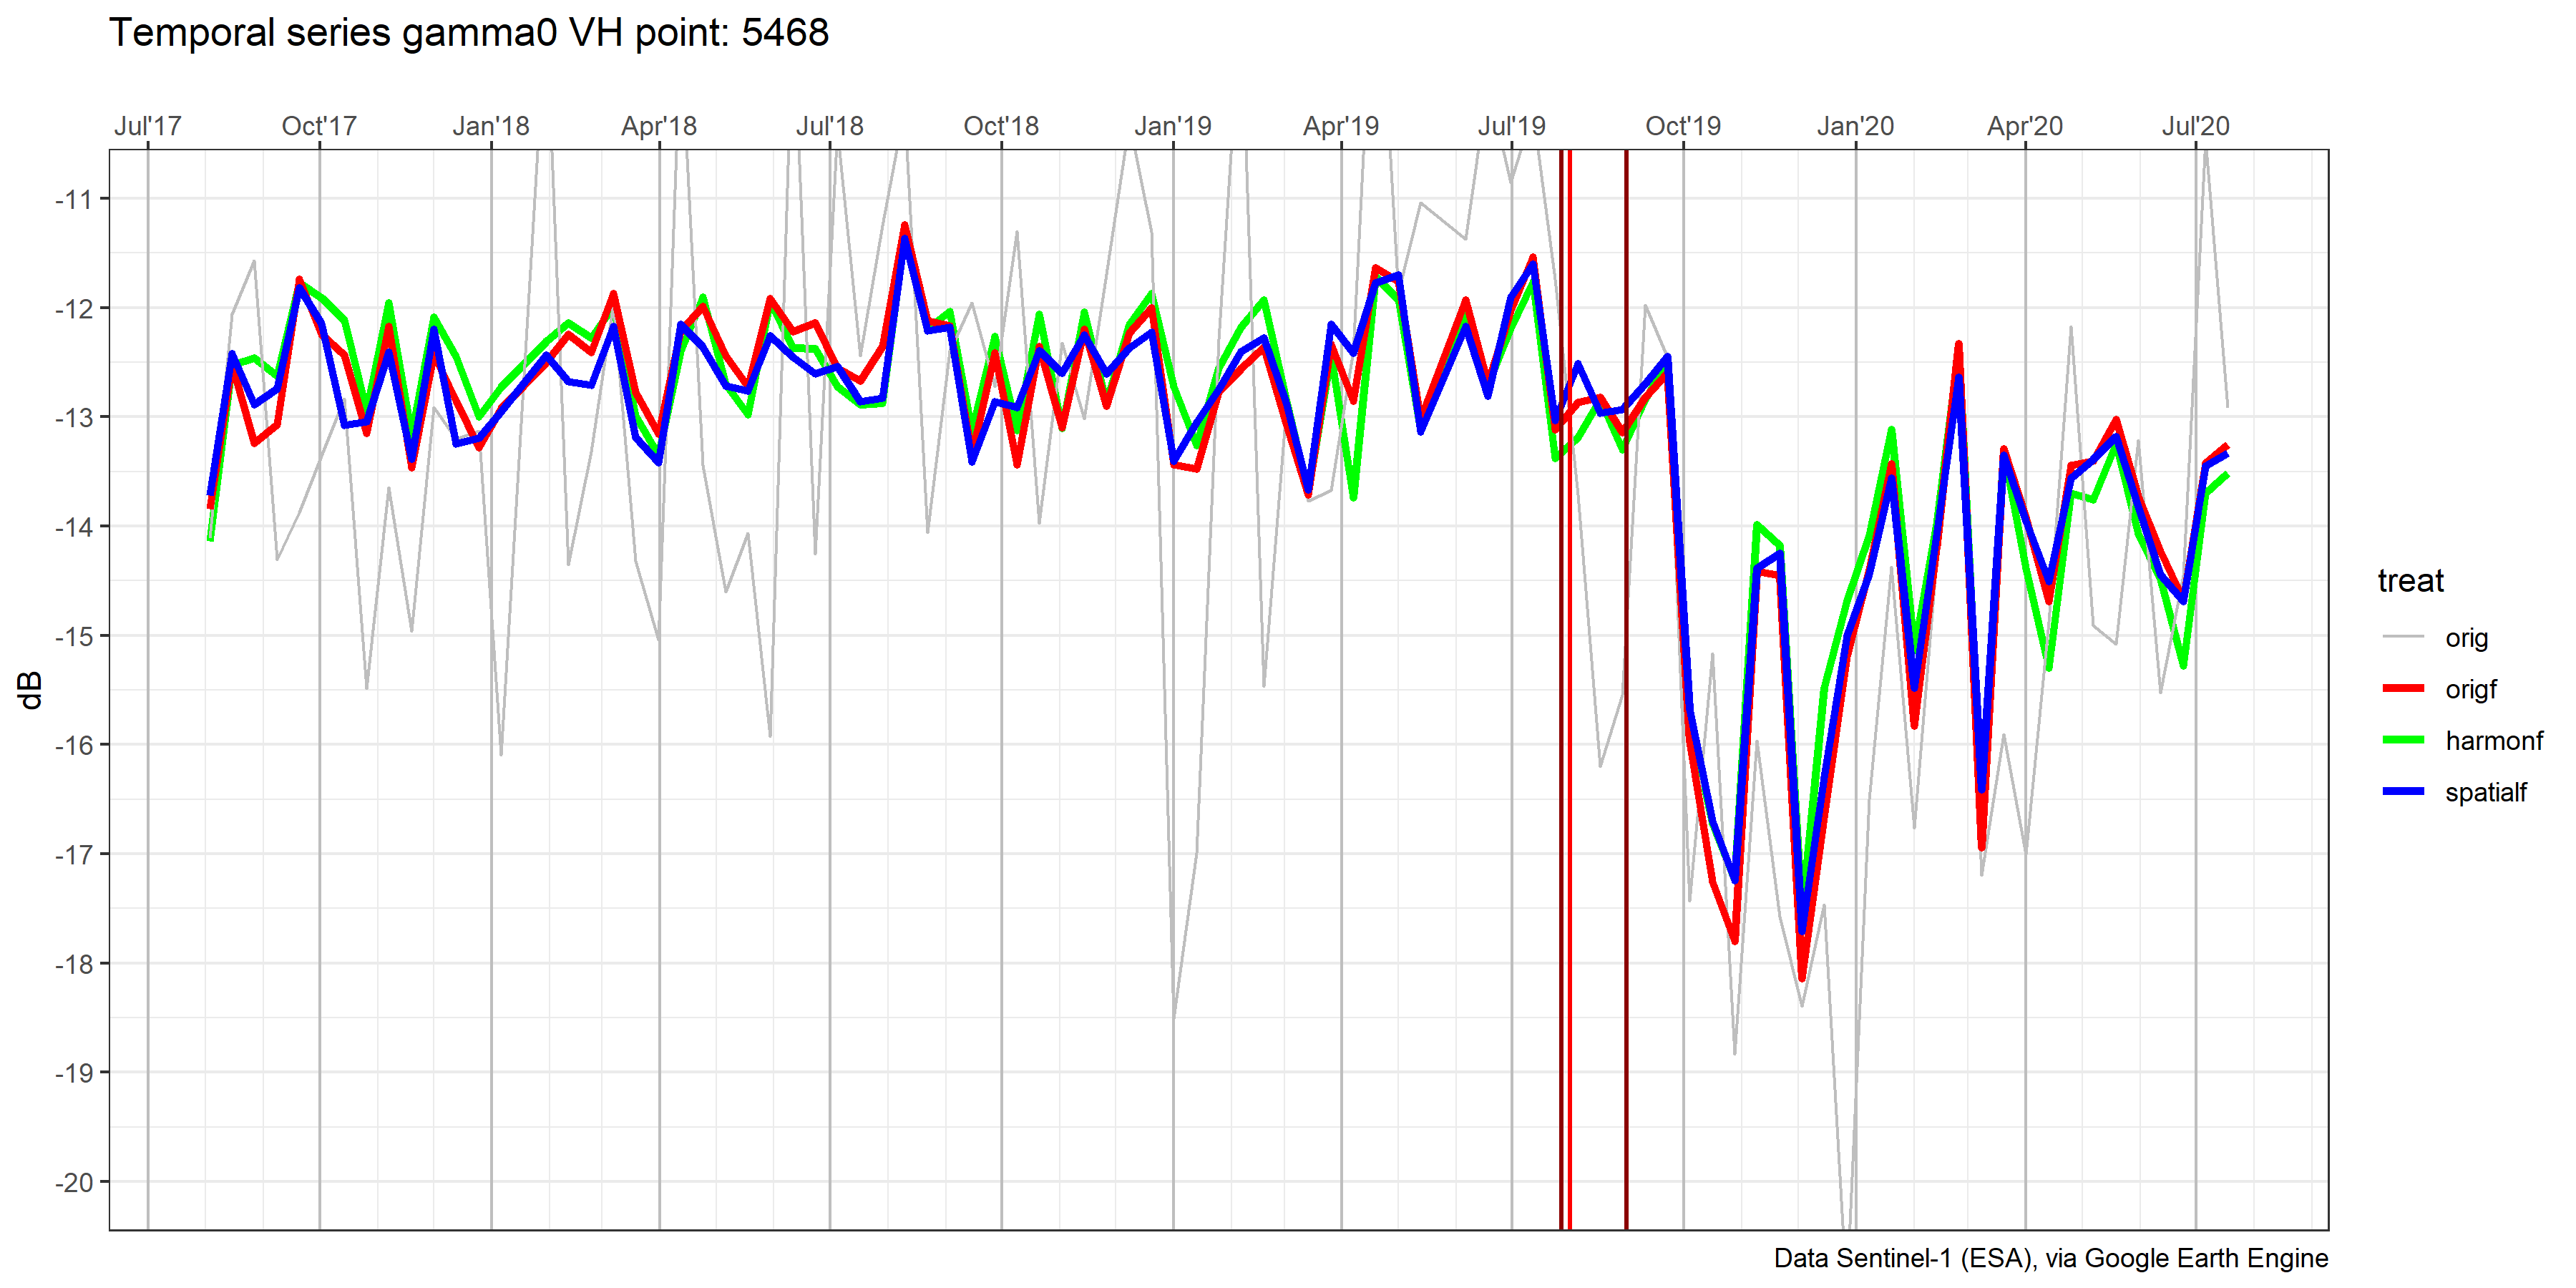 Temporal series gamma0 VH point: 5468
Jul'17 Oct'17 Jan'18 Apr'18 Jul'18 Oct'18 Jan'19 Apr'19 Jul'19 Oct'19 Jan'20 Apr'20 Jul'20
-11
-12
-13
-14
-15
-16
-17
-18
-19
-20
dB
treat
orig
origf
harmonf
spatialf
Data Sentinel-1 (ESA), via Google Earth Engine